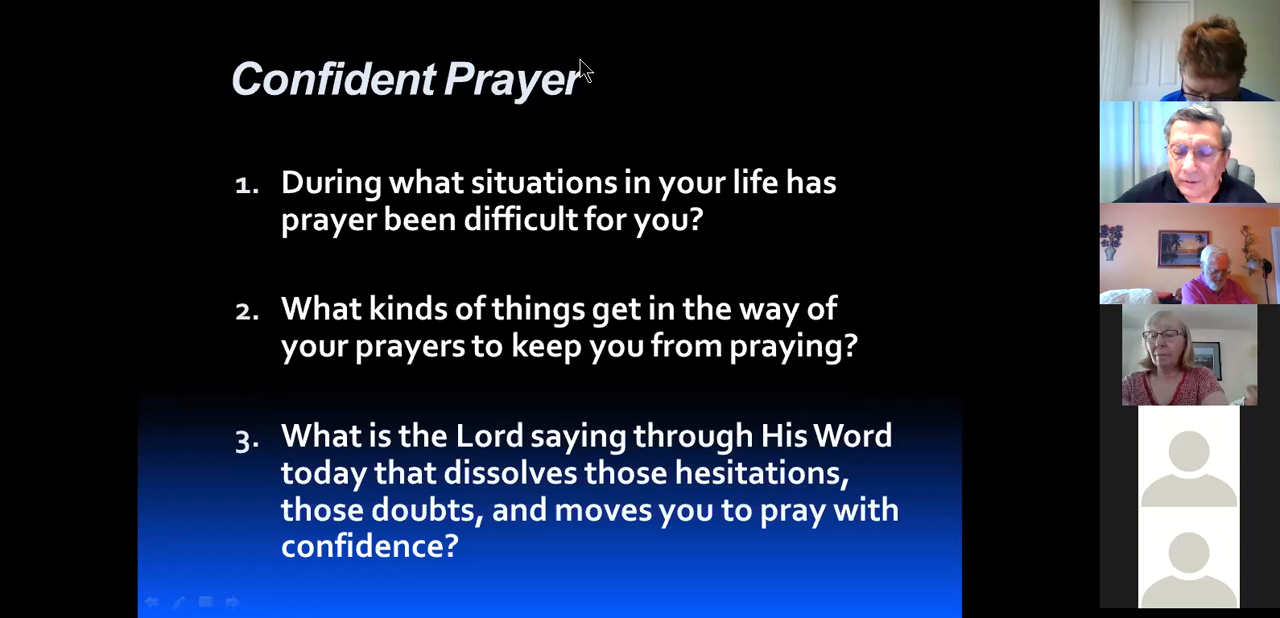 Confident Prayer
1. During what situations in your life has
prayer been difficult for you?
2. What kinds of things get in the way of
your prayers to keep you from praying?
3. What is the Lord saying through His Word
today that dissolves those hesitations,
those doubts, and moves you to pray with
confidence?